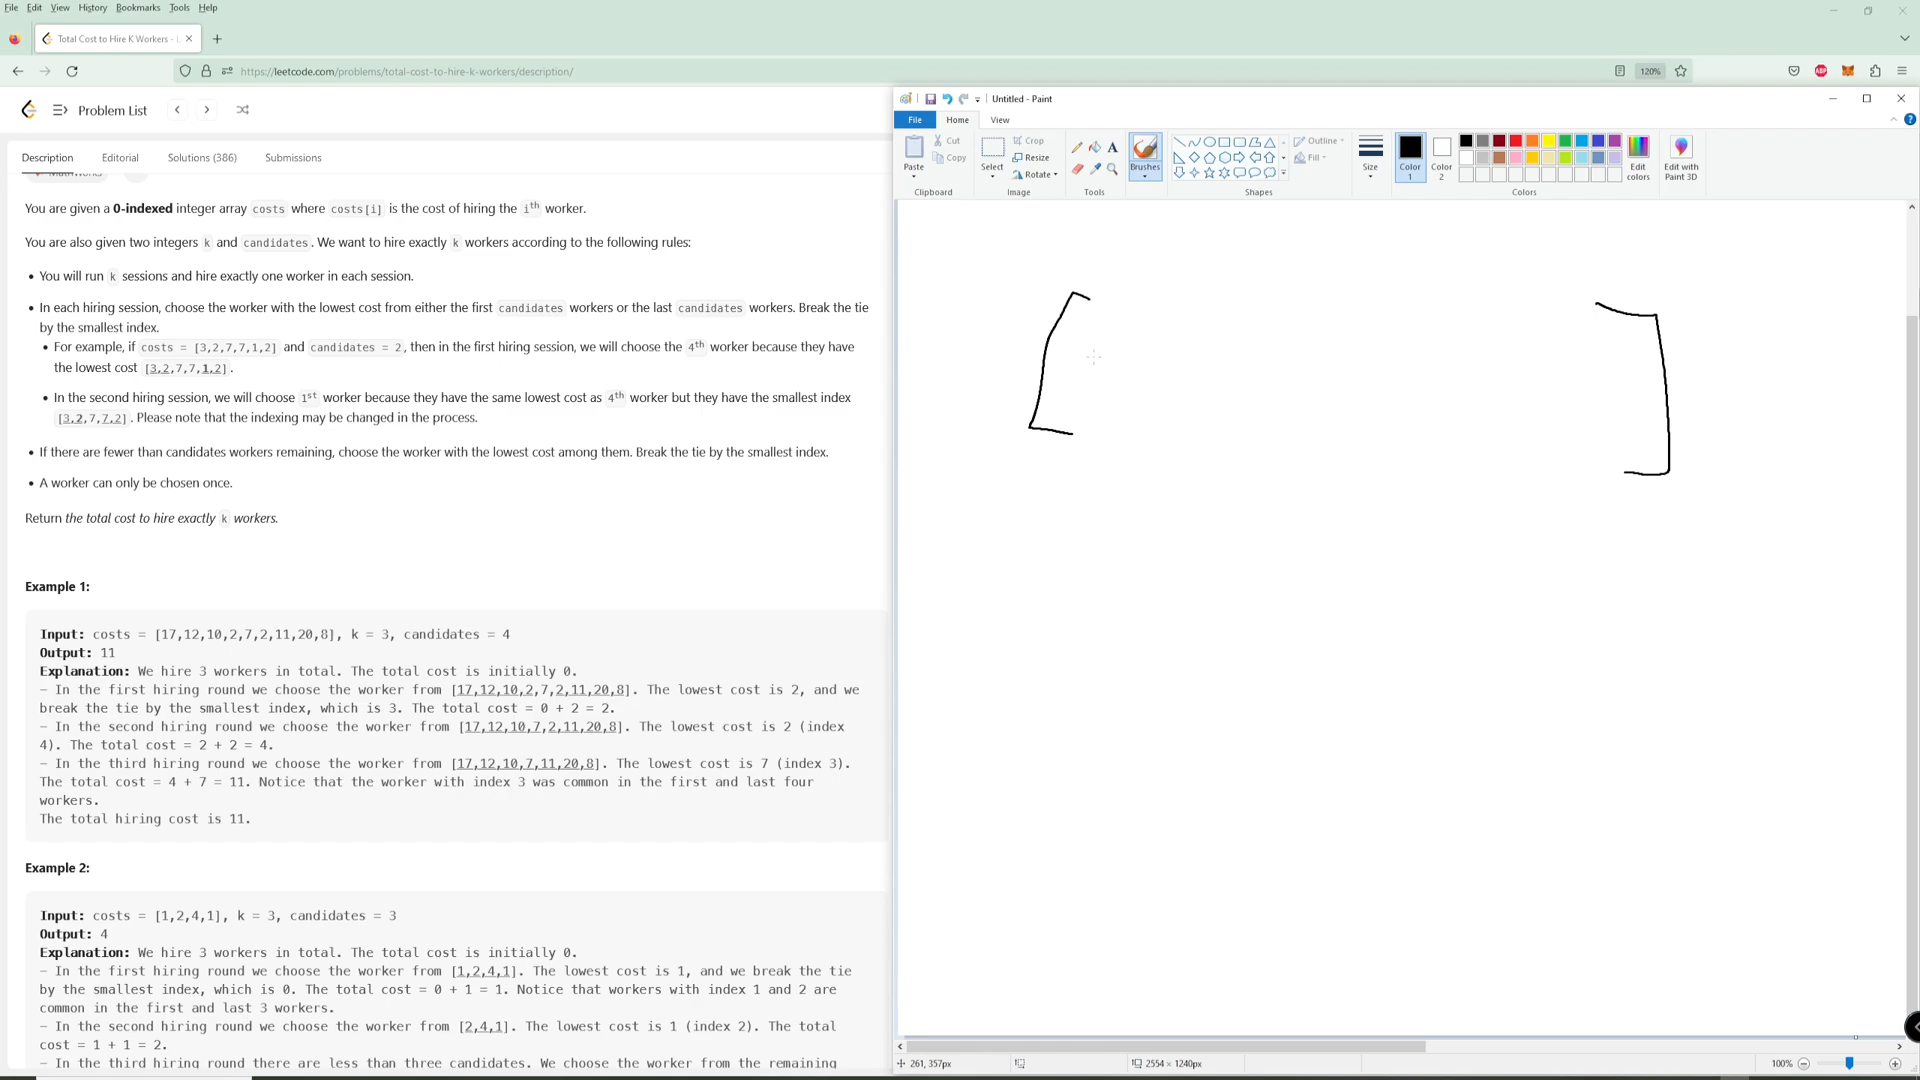 File Edit View History Bookmarks Tools Help
Total Cost to Hire K Workers -
https://leetcode.com/problems/total-cost-to-hire-k-workers/description/
120%
ABP
Problem List
Description Editorial Solutions (386) Submissions
MathWorks
You are given a 0-indexed integer array costs where costs[i] is the cost of hiring the ith worker.
You are also given two integers k and candidates. We want to hire exactly k workers according to the following rules:
• You will run k sessions and hire exactly one worker in each session.
• In each hiring session, choose the worker with the lowest cost from either the first candidates workers or the last candidates workers. Break the tie
by the smallest index.
• For example, if costs = [3,2,7,7,1,2] and candidates = 2, then in the first hiring session, we will choose the 4th worker because they have
the lowest cost [3,2,7,7,1,2].
• In the second hiring session, we will choose 1st worker because they have the same lowest cost as 4th worker but they have the smallest index
[3,2,7,7,2]. Please note that the indexing may be changed in the process.
• If there are fewer than candidates workers remaining, choose the worker with the lowest cost among them. Break the tie by the smallest index.
• A worker can only be chosen once.
Return the total cost to hire exactly k workers.
Example 1:
Input: costs = [17,12,10,2,7,2,11,20,8], k = 3, candidates = 4
Output: 11
Explanation: We hire 3 workers in total. The total cost is initially 0.
- In the first hiring round we choose the worker from [17,12,10,2,7,2,11,20,8]. The lowest cost is 2, and we
break the tie by the smallest index, which is 3. The total cost = 0 + 2 = 2.
- In the second hiring round we choose the worker from [17,12,10,7,2,11,20,8]. The lowest cost is 2 (index
4). The total cost = 2 + 2 = 4.
- In the third hiring round we choose the worker from [17,12,10,7,11,20,8]. The lowest cost is 7 (index 3).
The total cost = 4 + 7 = 11. Notice that the worker with index 3 was common in the first and last four
workers.
The total hiring cost is 11.
Example 2:
Input: costs = [1,2,4,1], k = 3, candidates = 3
Output: 4
Explanation: We hire 3 workers in total. The total cost is initially 0.
- In the first hiring round we choose the worker from [1,2,4,1]. The lowest cost is 1, and we break the tie
by the smallest index, which is 0. The total cost = 0 + 1 = 1. Notice that workers with index 1 and 2 are
common in the first and last 3 workers.
- In the second hiring round we choose the worker from [2,4,1]. The lowest cost is 1 (index 2). The total
cost = 1 + 1 = 2.
- In the third hiring round there are less than three candidates. We choose the worker from the remaining
Untitled - Paint
File Home View
Paste Cut Copy
Clipboard
Select Crop Resize Rotate
Image
A
Tools
Brushes
Outline Fill
Shapes
Size
Color 1
Color 2
Edit colors
Colors
Edit with Paint 3D
261, 357px
2554 × 1240px
100%